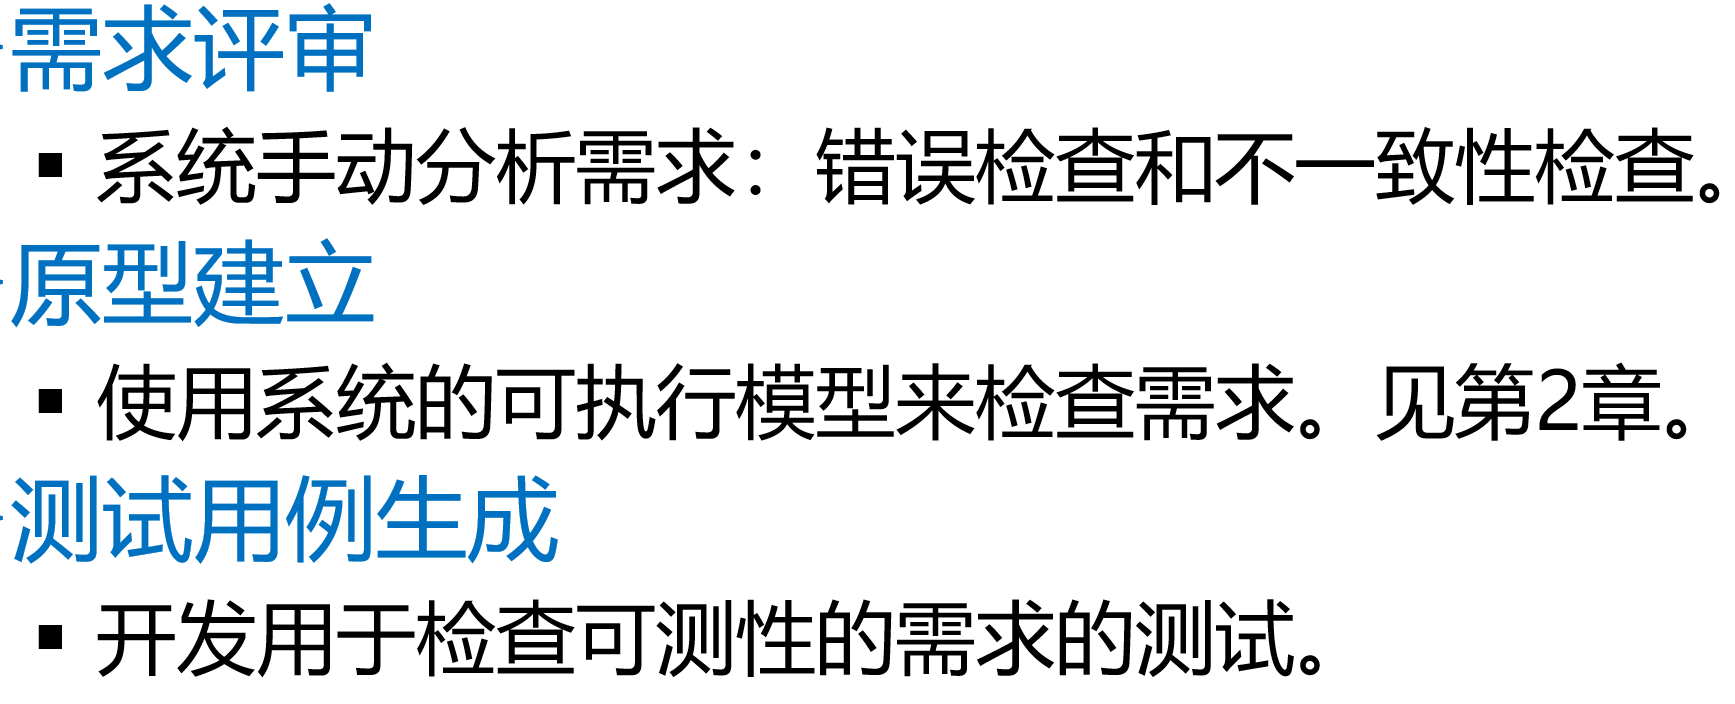 需求评审
▪ 系统手动分析需求：错误检查和不一致性检查。
原型建立
▪ 使用系统的可执行模型来检查需求。见第2章。
测试用例生成
▪ 开发用于检查可测性的需求的测试。